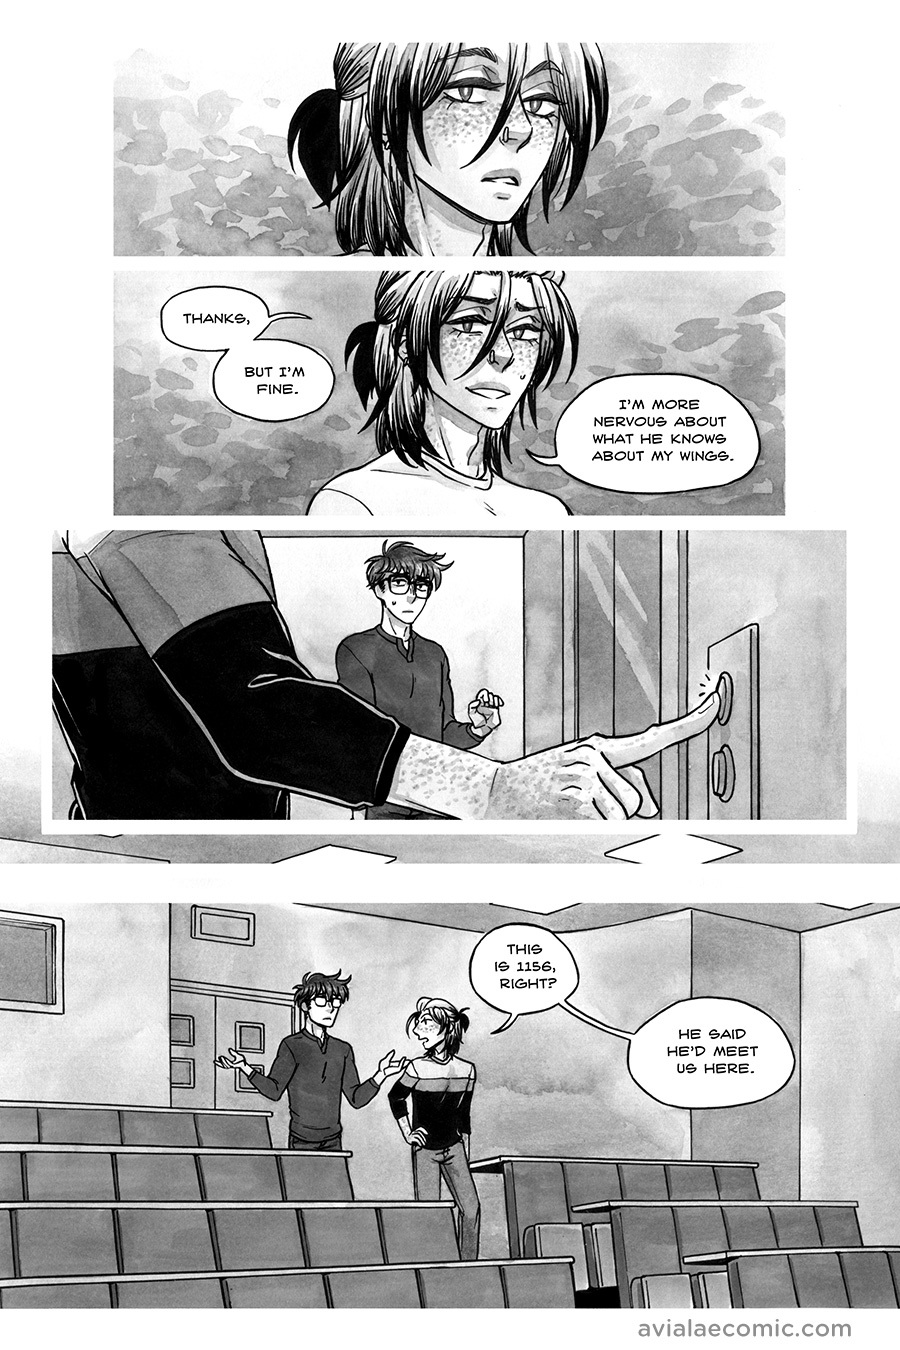 THANKS,
BUT I'M
FINE.
I'M MORE
NERVOUS ABOUT
WHAT HE KNOWS
ABOUT MY WINGS.
THIS
IS 1156,
RIGHT?
HE SAID
HE'D MEET
US HERE.
avialaecomic.com